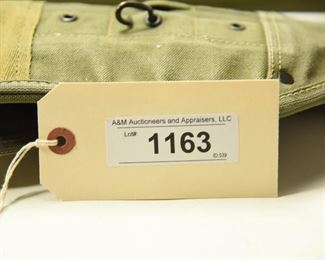 A&M Auctioneers and Appraisers, LLC
Lot#
1163
ID:539